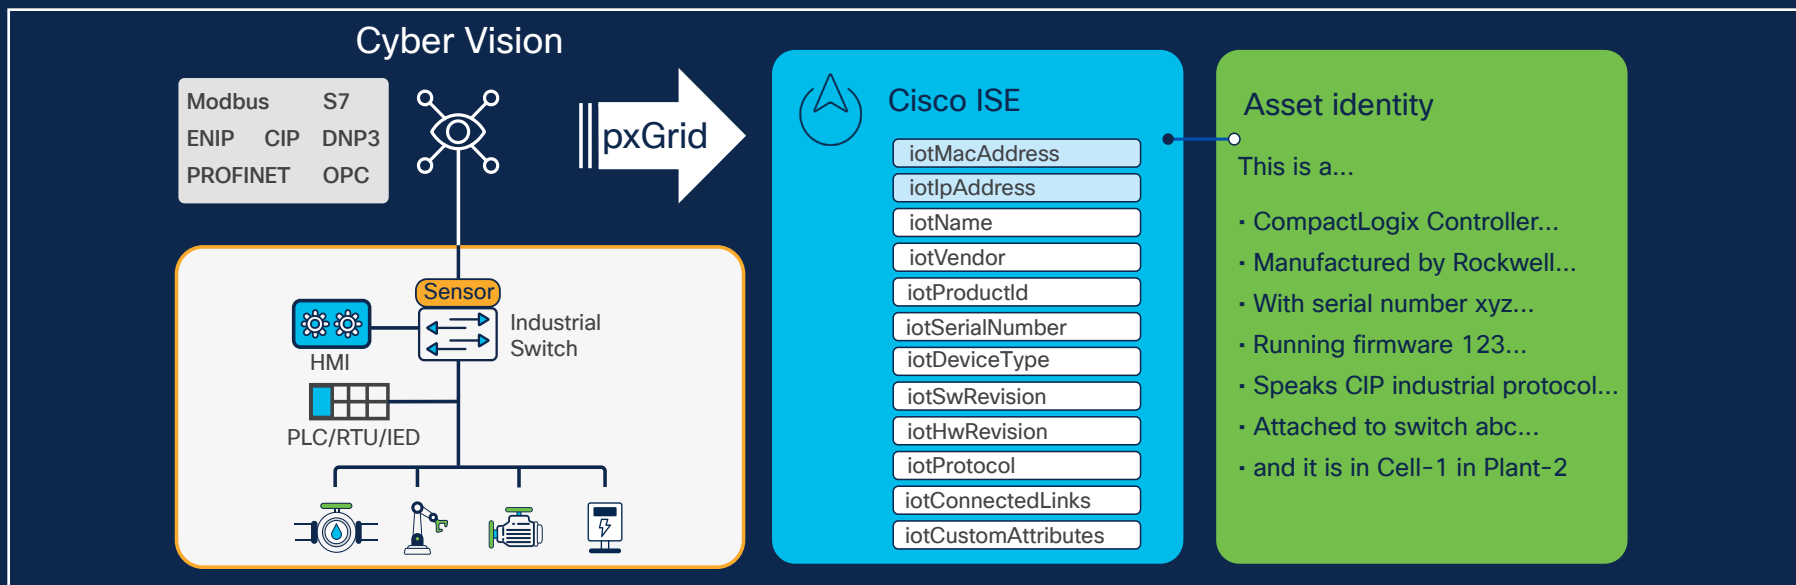 Cyber Vision
Modbus S7
ENIP CIP DNP3
PROFINET OPC
pxGrid
Sensor
Industrial
Switch
HMI
PLC/RTU/IED
Cisco ISE
iotMacAddress
iotIpAddress
iotName
iotVendor
iotProductId
iotSerialNumber
iotDeviceType
iotSwRevision
iotHwRevision
iotProtocol
iotConnectedLinks
iotCustomAttributes
Asset identity
This is a...
· CompactLogix Controller...
· Manufactured by Rockwell...
· With serial number xyz...
· Running firmware 123...
· Speaks CIP industrial protocol...
· Attached to switch abc...
· and it is in Cell-1 in Plant-2